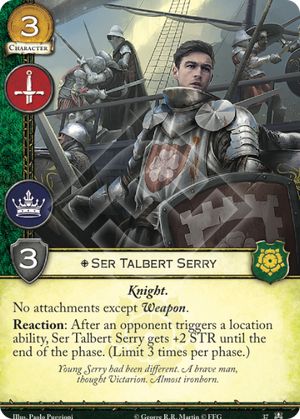 3
Character
3
Ser Talbert Serry
Knight.
No attachments except Weapon.
Reaction: After an opponent triggers a location
ability, Ser Talbert Serry gets +2 STR until
the end of the phase. (Limit 3 times per phase.)
Young Serry had been different. A brave man,
thought Victarion. Almost ironborn.
Illus. Paolo Puggioni
© George R.R. Martin © FFG